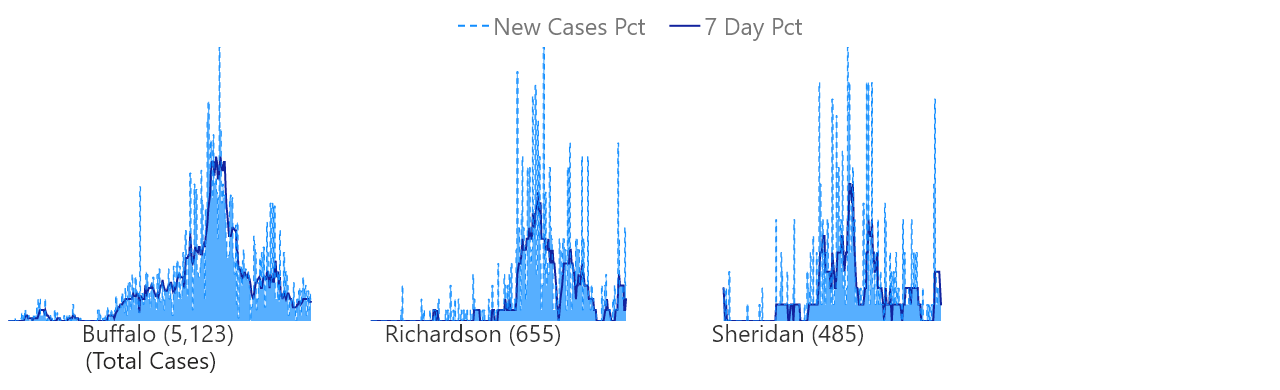 New Cases Pct 7 Day Pct
Buffalo (5,123) Richardson (655) Sheridan (485)
(Total Cases)